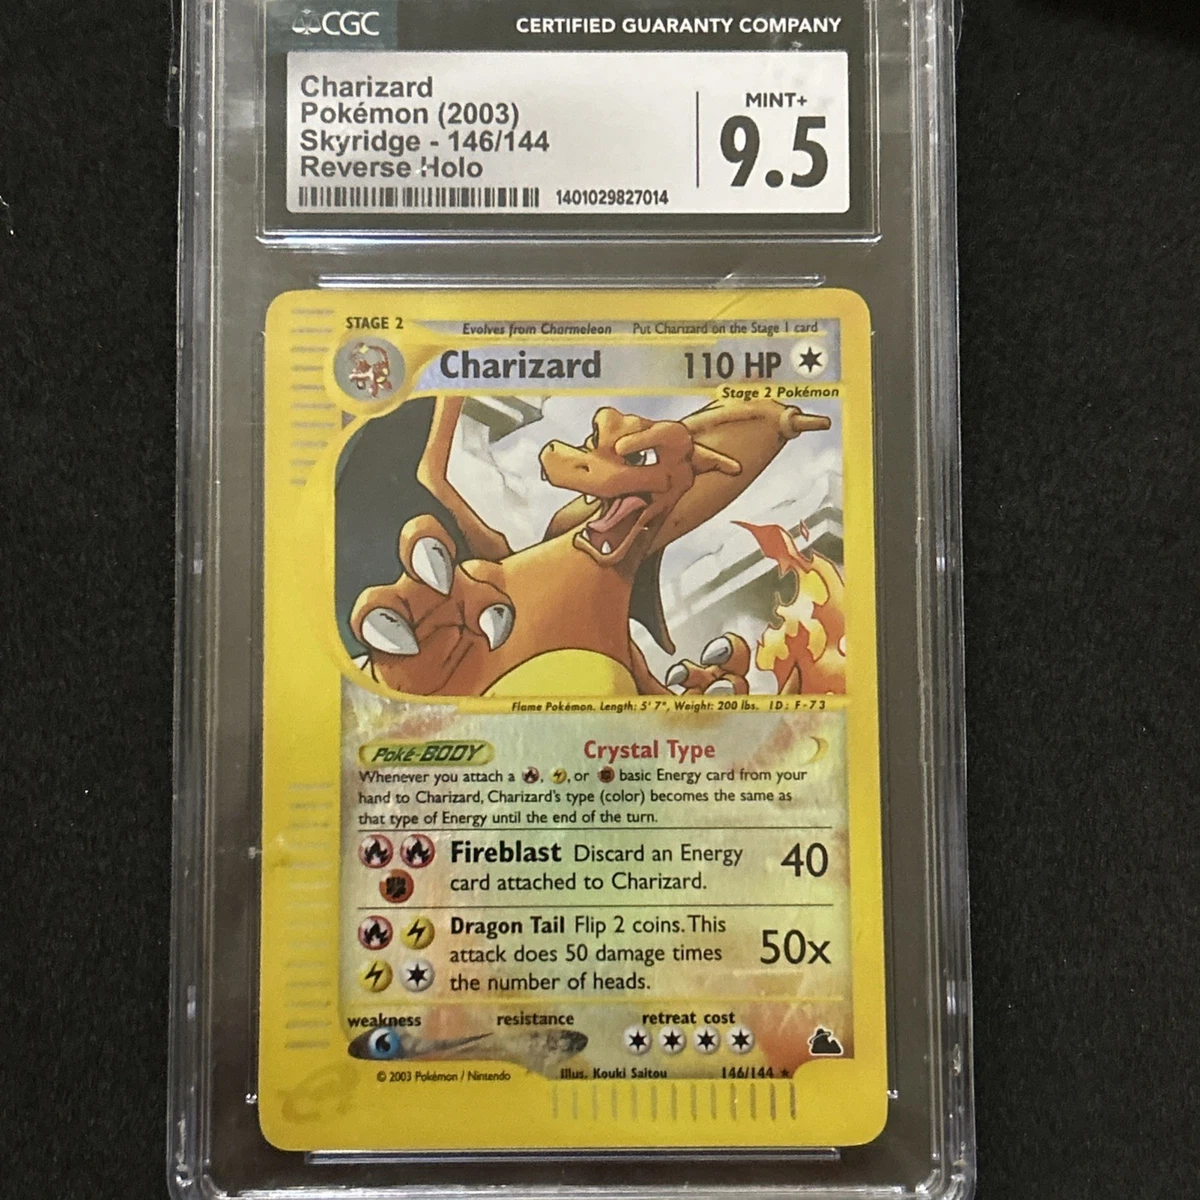 CGC
CERTIFIED GUARANTY COMPANY
Charizard
Pokémon (2003)
Skyridge - 146/144
Reverse Holo
1401029827014
MINT+
9.5
STAGE 2
Evolves from Charmeleon
Put Charizard on the Stage 1 card
Charizard
110 HP
Stage 2 Pokémon
Flame Pokémon. Length: 5' 7", Weight: 200 lbs. ID: F-73
Poké-BODY
Crystal Type
Whenever you attach a , , or basic Energy card from your
hand to Charizard, Charizard's type (color) becomes the same as
that type of Energy until the end of the turn.
Fireblast Discard an Energy
card attached to Charizard.
40
Dragon Tail Flip 2 coins. This
attack does 50 damage times
the number of heads.
50x
weakness
resistance
retreat cost
© 2003 Pokémon / Nintendo
Illus. Kouki Saitou
146/144 ★